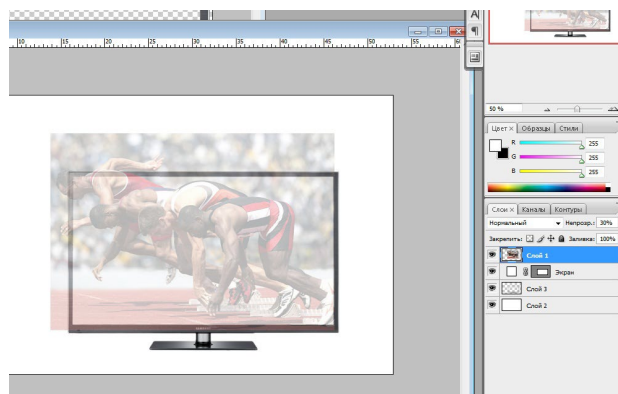 10 15 20 25 30 35 40 45 50 55 60
A
¶
50 %
Цвет × Образцы Стили
R 255
G 255
B 255
Слои × Каналы Контуры
Нормальный Непрозр.: 30%
Закрепить: Заливка: 100%
Слой 1
Экран
Слой 3
Слой 2